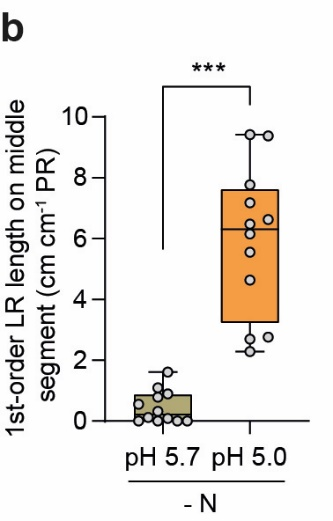 b
***
1st-order LR length on middle
segment (cm cm⁻¹ PR)
10
8
6
4
2
0
pH 5.7 pH 5.0
- N